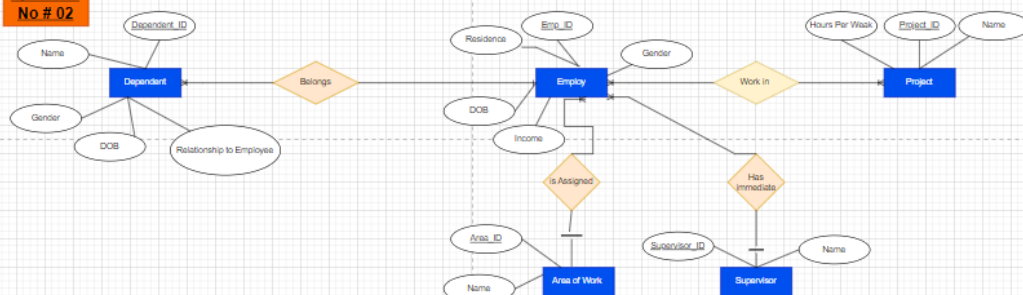 No # 02
Dependent_ID
Name
Dependent
Gender
DOB
Relationship to Employee
Belongs
Residence
Emp_ID
Gender
Employ
DOB
Income
Work in
Hours Per Weak
Project_ID
Name
Project
is Assigned
Has
Immediate
Area_ID
Name
Area of Work
Supervisor_ID
Name
Supervisor